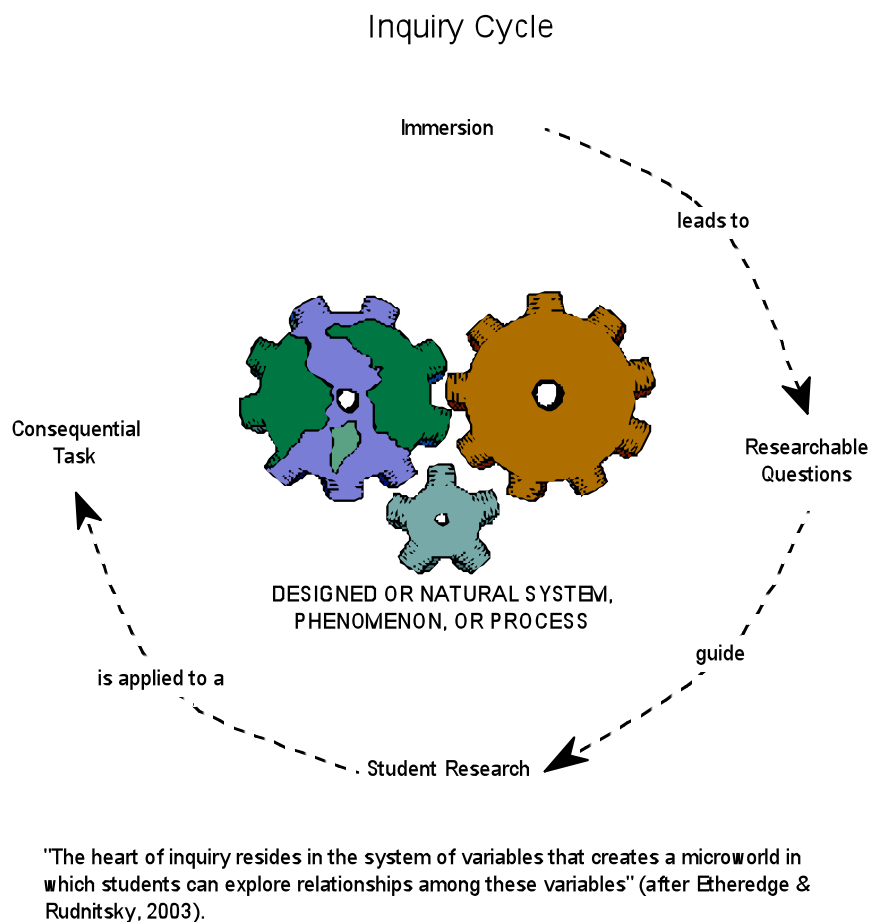 Inquiry Cycle
Immersion
leads to
Researchable
Questions
guide
Student Research
is applied to a
Consequential
Task
DESIGNED OR NATURAL SYSTEM,
PHENOMENON, OR PROCESS
"The heart of inquiry resides in the system of variables that creates a microworld in
which students can explore relationships among these variables" (after Etheredge &
Rudnitsky, 2003).